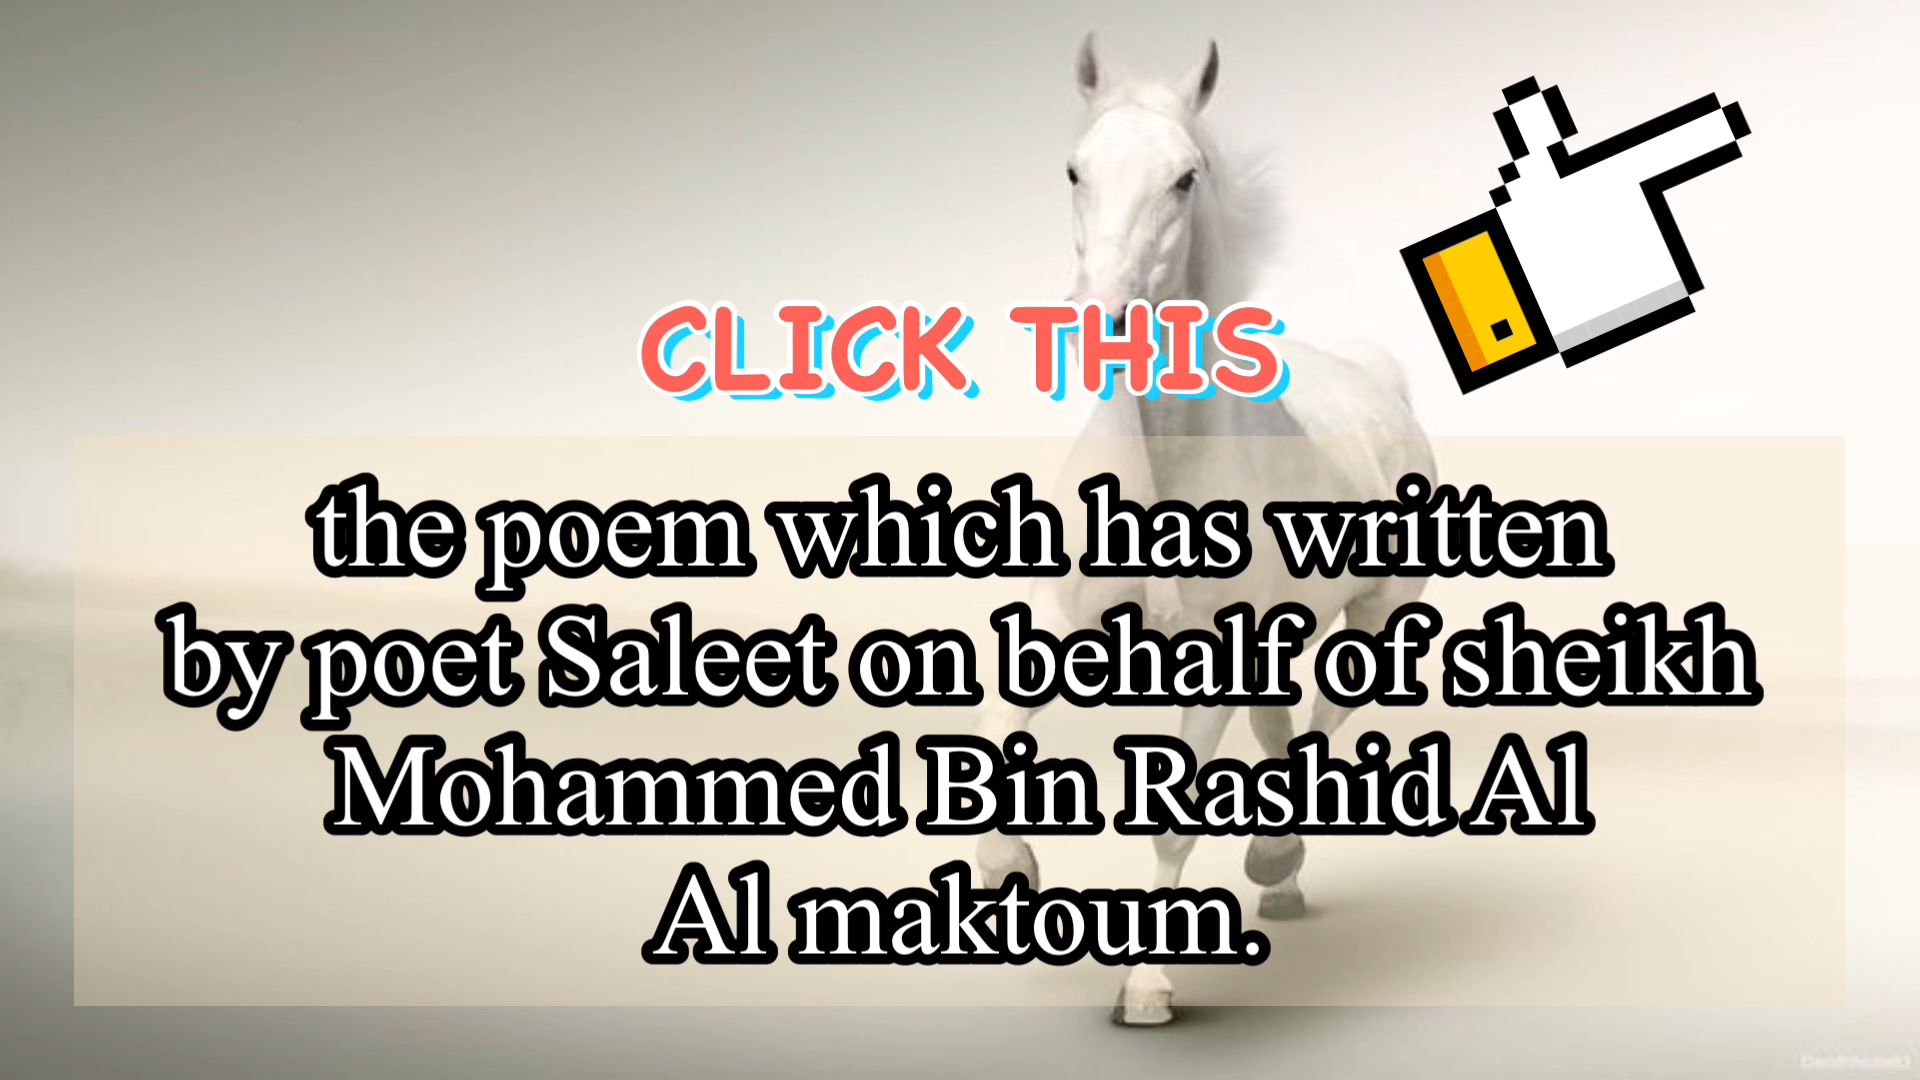 CLICK THIS
the poem which has written
by poet Saleet on behalf of sheikh
Mohammed Bin Rashid Al
Al maktoum.